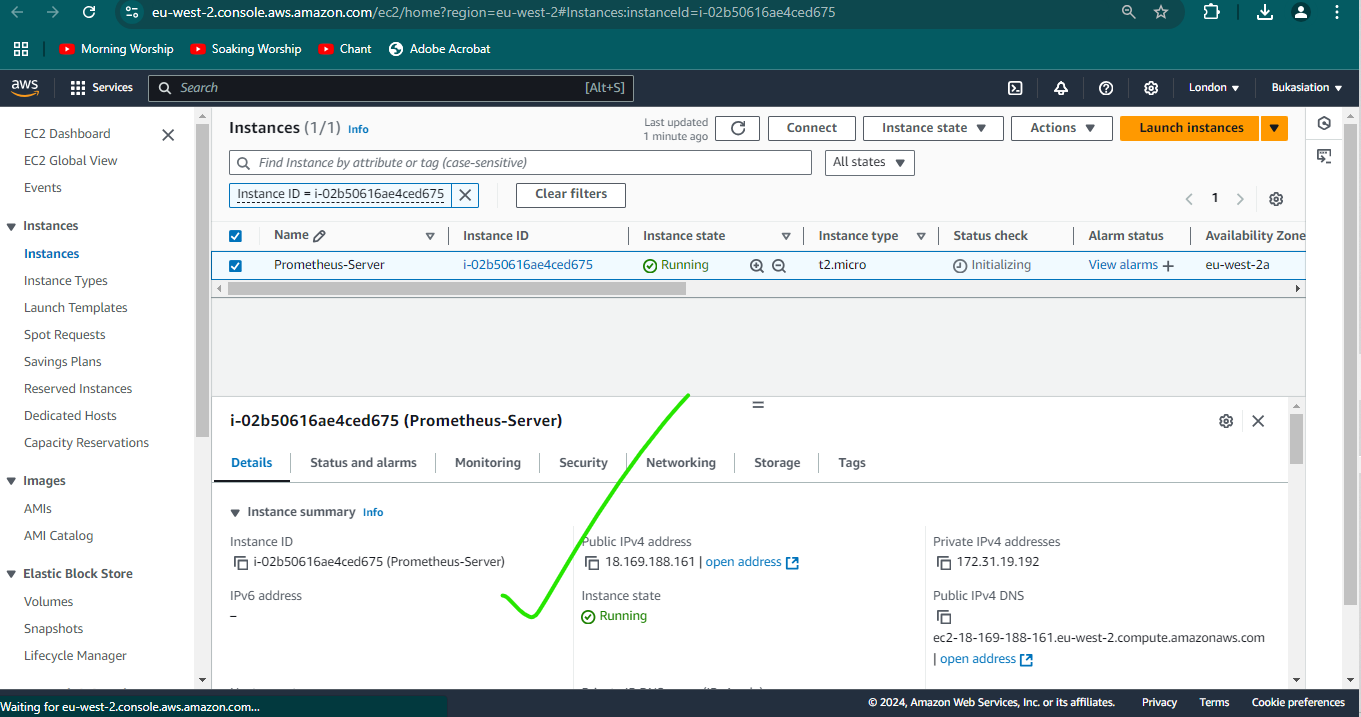 eu-west-2.console.aws.amazon.com/ec2/home?region=eu-west-2#Instances:instanceId=i-02b50616ae4ced675
Morning Worship Soaking Worship Chant Adobe Acrobat
aws Services Search [Alt+S] London Bukasiation
EC2 Dashboard
EC2 Global View
Events
Instances
Instances
Instance Types
Launch Templates
Spot Requests
Savings Plans
Reserved Instances
Dedicated Hosts
Capacity Reservations
Images
AMIs
AMI Catalog
Elastic Block Store
Volumes
Snapshots
Lifecycle Manager
Instances (1/1) Info
Last updated
1 minute ago
Connect Instance state Actions Launch instances
Find Instance by attribute or tag (case-sensitive) All states
Instance ID = i-02b50616ae4ced675 Clear filters
1
Name Instance ID Instance state Instance type Status check Alarm status Availability Zone
Prometheus-Server i-02b50616ae4ced675 Running t2.micro Initializing View alarms + eu-west-2a
i-02b50616ae4ced675 (Prometheus-Server)
Details Status and alarms Monitoring Security Networking Storage Tags
Instance summary Info
Instance ID
i-02b50616ae4ced675 (Prometheus-Server)
IPv6 address
–
Public IPv4 address
18.169.188.161 | open address
Instance state
Running
Private IPv4 addresses
172.31.19.192
Public IPv4 DNS
ec2-18-169-188-161.eu-west-2.compute.amazonaws.com
| open address
Waiting for eu-west-2.console.aws.amazon.com...
© 2024, Amazon Web Services, Inc. or its affiliates. Privacy Terms Cookie preferences